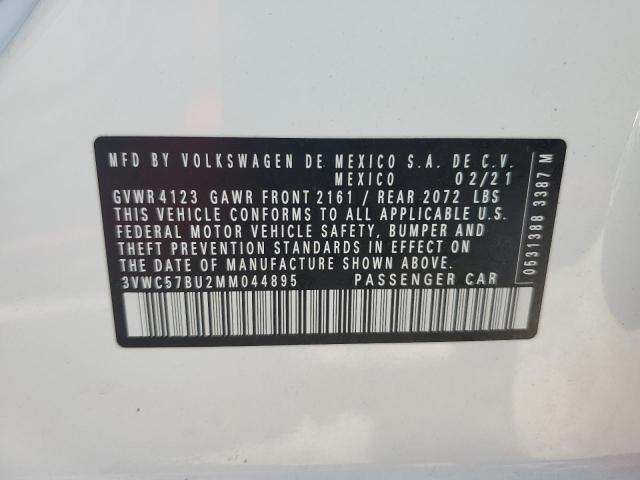 MFD BY VOLKSWAGEN DE MEXICO S.A. DE C.V.
MEXICO 02/21
GVWR 4123 GAWR FRONT 2161 / REAR 2072 LBS
THIS VEHICLE CONFORMS TO ALL APPLICABLE U.S.
FEDERAL MOTOR VEHICLE SAFETY, BUMPER AND
THEFT PREVENTION STANDARDS IN EFFECT ON
THE DATE OF MANUFACTURE SHOWN ABOVE.
3VWC57BU2MM044895 PASSENGER CAR
0531388 3387 M